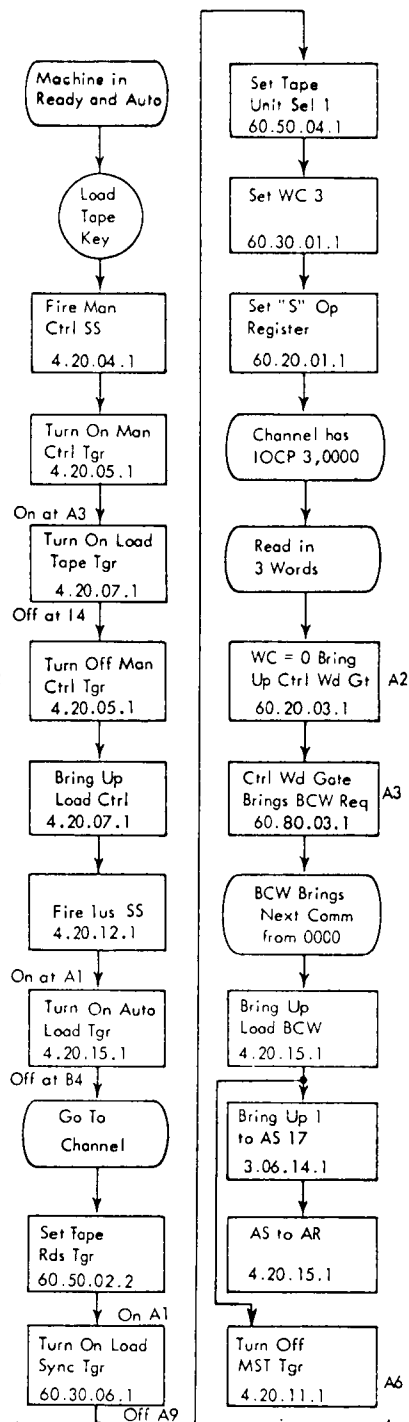 Machine in
Ready and Auto
Load
Tape
Key
Fire Man
Ctrl SS
4.20.04.1
Turn On Man
Ctrl Tgr
4.20.05.1
On at A3
Turn On Load
Tape Tgr
4.20.07.1
Off at I4
Turn Off Man
Ctrl Tgr
4.20.05.1
Bring Up
Load Ctrl
4.20.07.1
Fire 1us SS
4.20.12.1
On at A1
Turn On Auto
Load Tgr
4.20.15.1
Off at B4
Go To
Channel
Set Tape
Rds Tgr
60.50.02.2
On A1
Turn On Load
Sync Tgr
60.30.06.1
Off A9
Set Tape
Unit Sel 1
60.50.04.1
Set WC 3
60.30.01.1
Set "S" Op
Register
60.20.01.1
Channel has
IOCP 3,0000
Read in
3 Words
WC = 0 Bring
Up Ctrl Wd Gt
60.20.03.1
A2
Ctrl Wd Gate
Brings BCW Req
60.80.03.1
A3
BCW Brings
Next Comm
from 0000
Bring Up
Load BCW
4.20.15.1
Bring Up 1
to AS 17
3.06.14.1
AS to AR
4.20.15.1
Turn Off
MST Tgr
4.20.11.1
A6